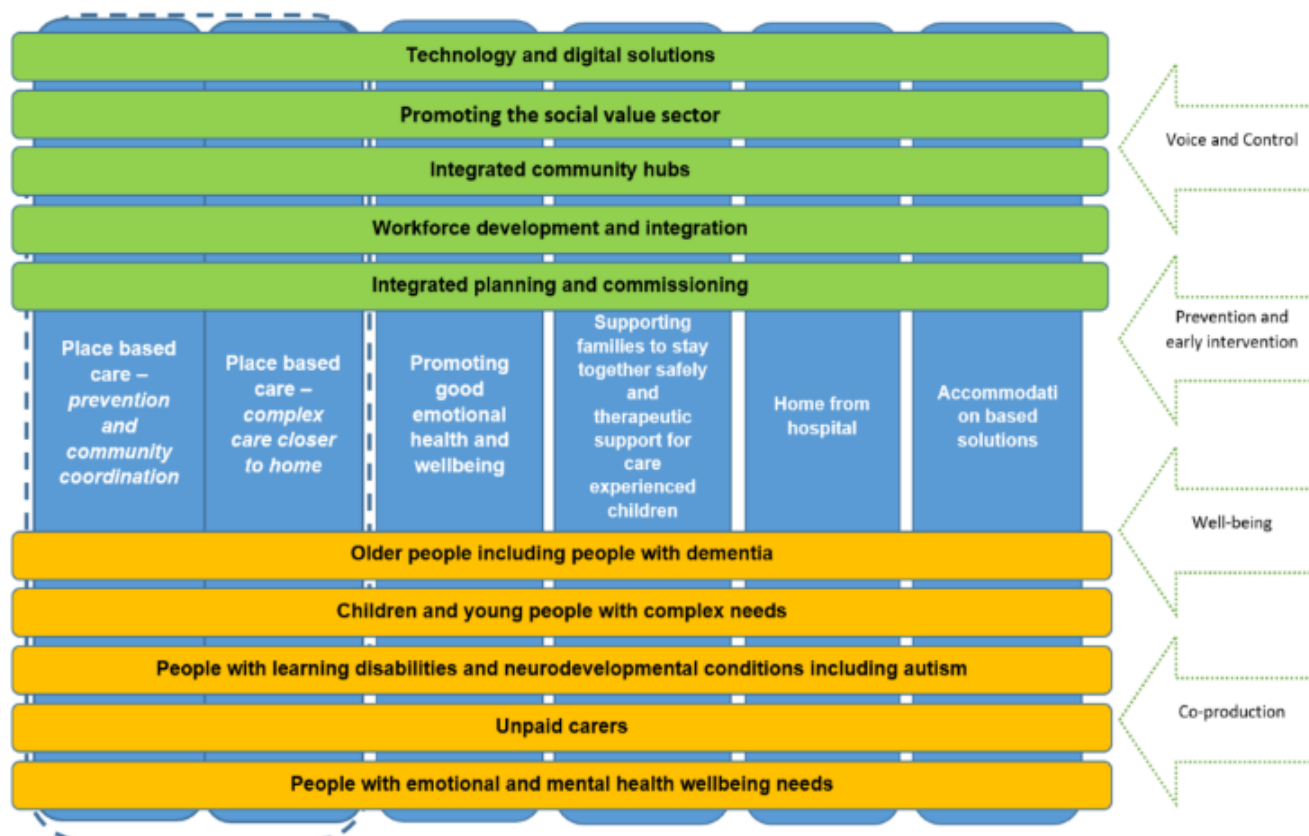 Technology and digital solutions
Promoting the social value sector
Integrated community hubs
Workforce development and integration
Integrated planning and commissioning
Place based
care –
prevention
and
community
coordination
Place based
care –
complex
care closer
to home
Promoting
good
emotional
health and
wellbeing
Supporting
families to stay
together safely
and
therapeutic
support for
care
experienced
children
Home from
hospital
Accommodati
on based
solutions
Older people including people with dementia
Children and young people with complex needs
People with learning disabilities and neurodevelopmental conditions including autism
Unpaid carers
People with emotional and mental health wellbeing needs
Voice and Control
Prevention and
early intervention
Well-being
Co-production